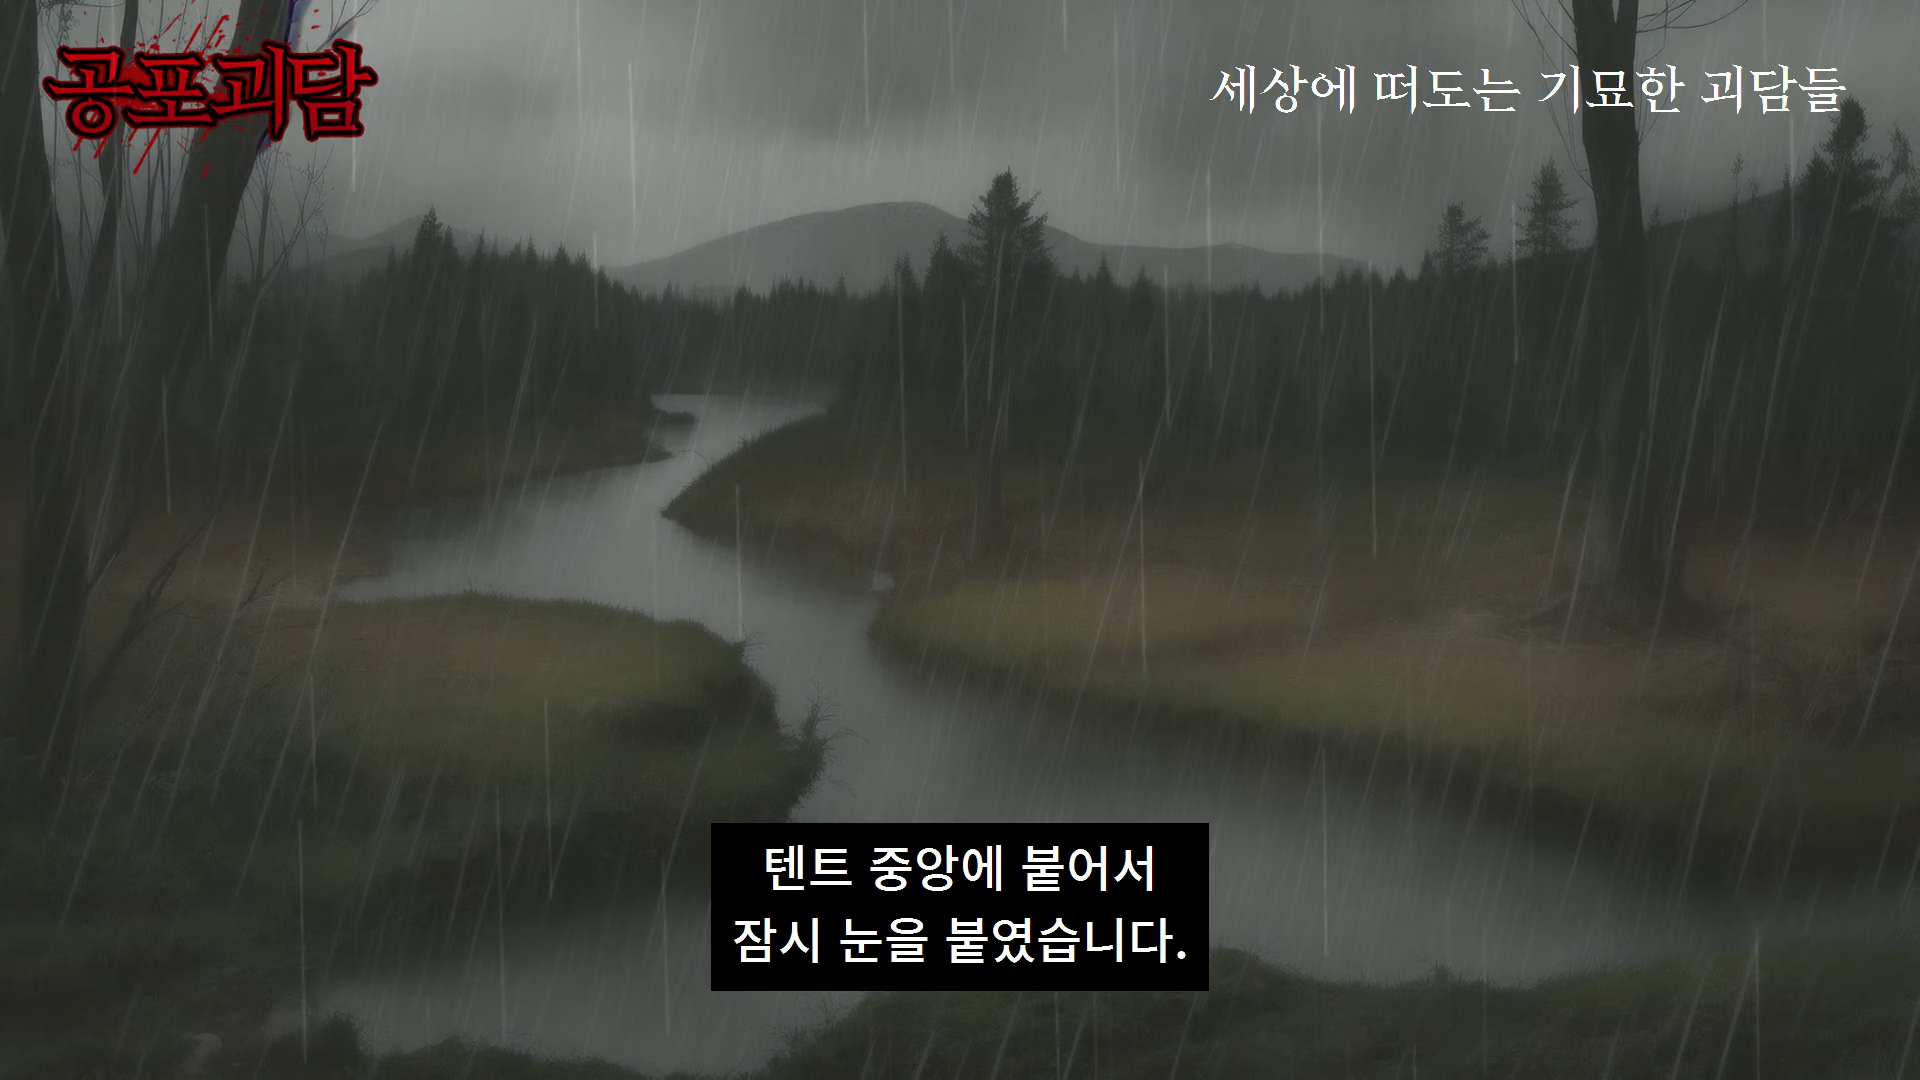 공포괴담
세상에 떠도는 기묘한 괴담들
텐트 중앙에 붙어서
잠시 눈을 붙였습니다.